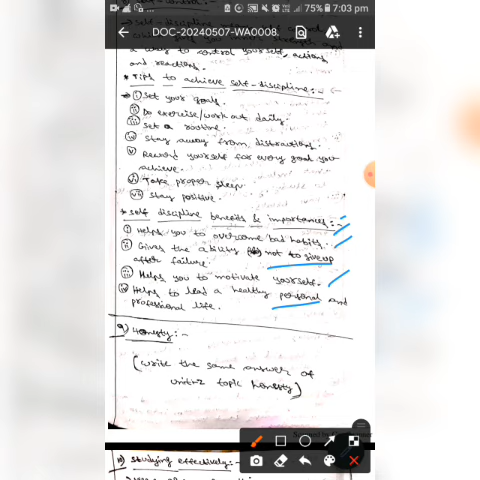 75% 7:03 pm
DOC-20240507-WA0008.
a way to control yourself, actions
and reactions.
* Tips to achieve self-discipline:-
i) Set your goals.
ii) Do exercise/workout daily.
iii) Set a routine.
iv) Stay away from distractions.
v) Reward yourself for every goal you
achieve.
vi) Take proper sleep
vii) Stay positive.
* Self discipline benefits & importances:-
i) Helps you to overcome bad habits.
ii) Gives the ability not to give up
after failure.
iii) Helps you to motivate yourself.
iv) Helps to lead a healthy personal and
professional life.
9) Honesty:-
(write the same answer of
unit-2 topic honesty)
10) Studying effectively:-